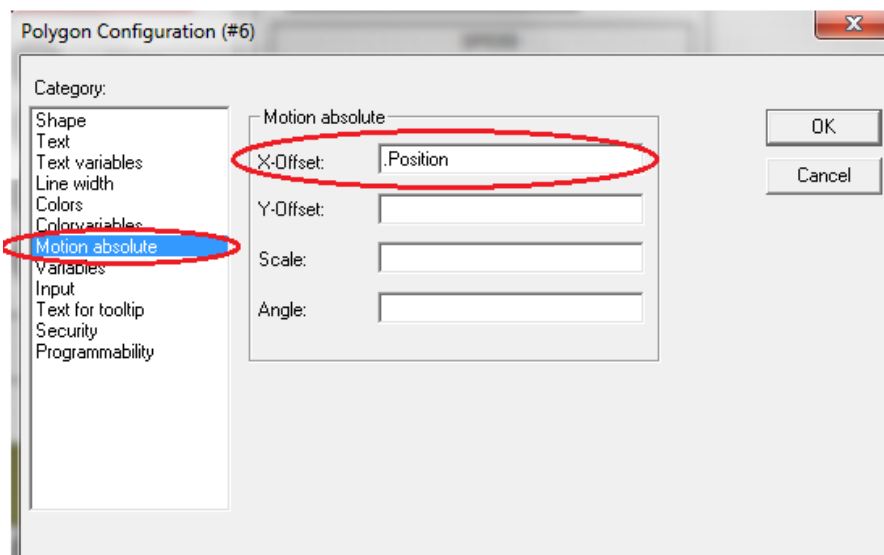 Polygon Configuration (#6)
x
Category:
Shape
Text
Text variables
Line width
Colors
Colorvariables
Motion absolute
Variables
Input
Text for tooltip
Security
Programmability
Motion absolute
X-Offset: .Position
Y-Offset:
Scale:
Angle:
OK
Cancel